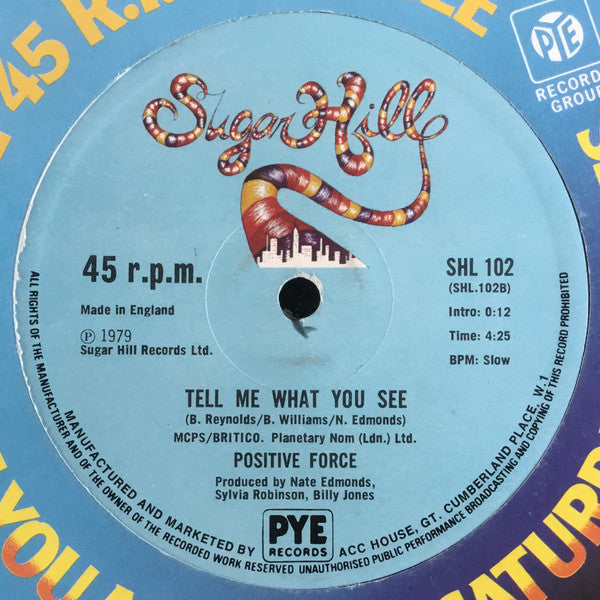 45 R.
PYE
RECORD
GROUP
Sugar Hill
45 r.p.m.
Made in England
℗ 1979
Sugar Hill Records Ltd.
SHL 102
(SHL.102B)
Intro: 0:12
Time: 4:25
BPM: Slow
TELL ME WHAT YOU SEE
(B. Reynolds/B. Williams/N. Edmonds)
MCPS/BRITICO. Planetary Nom (Ldn.) Ltd.
POSITIVE FORCE
Produced by Nate Edmonds,
Sylvia Robinson, Billy Jones
MANUFACTURED AND MARKETED BY PYE RECORDS ACC HOUSE, GT. CUMBERLAND PLACE, W.1
ALL RIGHTS OF THE MANUFACTURER AND OF THE OWNER OF THE RECORDED WORK RESERVED UNAUTHORISED PUBLIC PERFORMANCE BROADCASTING AND COPYING OF THIS RECORD PROHIBITED
YOU
ATUR